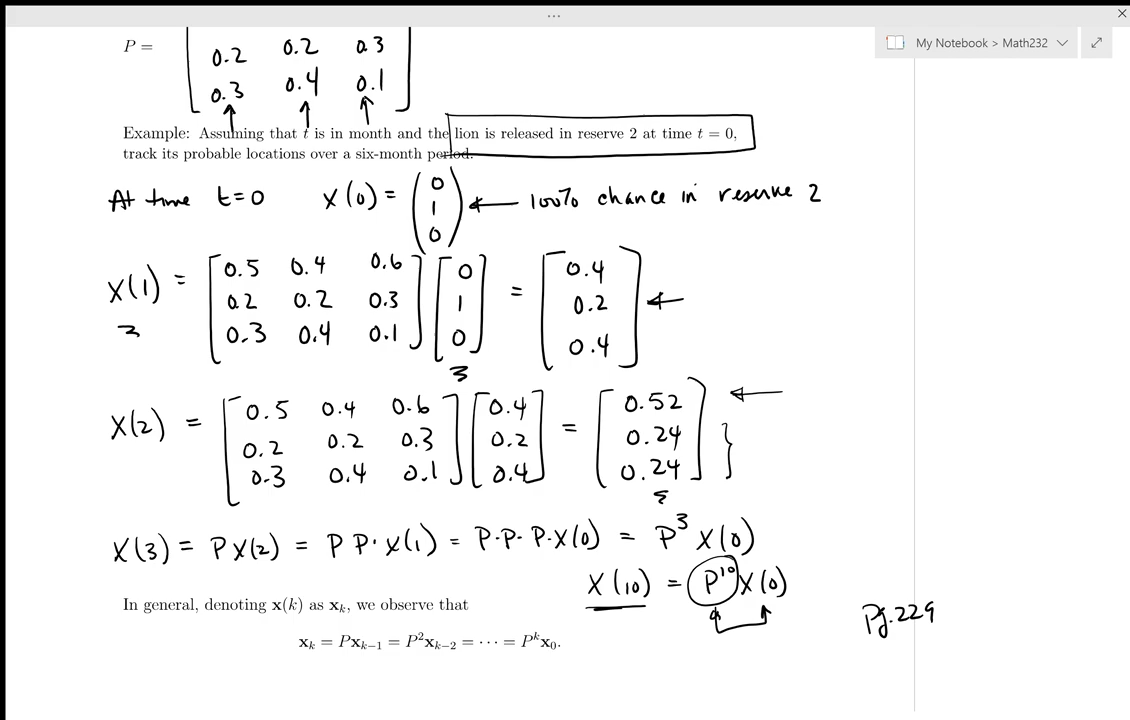 ...
My Notebook > Math232
P =
0.2 0.2 0.3
0.3 0.4 0.1
Example: Assuming that t is in month and the lion is released in reserve 2 at time t = 0,
track its probable locations over a six-month period.
At time t=0 X(0) = (0 1 0) ← 100% chance in reserve 2
X(1) = [0.5 0.4 0.6] [0] = [0.4]
[0.2 0.2 0.3] [1] [0.2] ←
[0.3 0.4 0.1] [0] [0.4]
X(2) = [0.5 0.4 0.6] [0.4] = [0.52] ←
[0.2 0.2 0.3] [0.2] [0.24]
[0.3 0.4 0.1] [0.4] [0.24]
X(3) = PX(2) = PP·X(1) = P·P·P·X(0) = P³X(0)
X(10) = P¹⁰X(0)
In general, denoting x(k) as xₖ, we observe that
Pg.229
xₖ = Pxₖ₋₁ = P²xₖ₋₂ = ··· = Pᵏx₀.